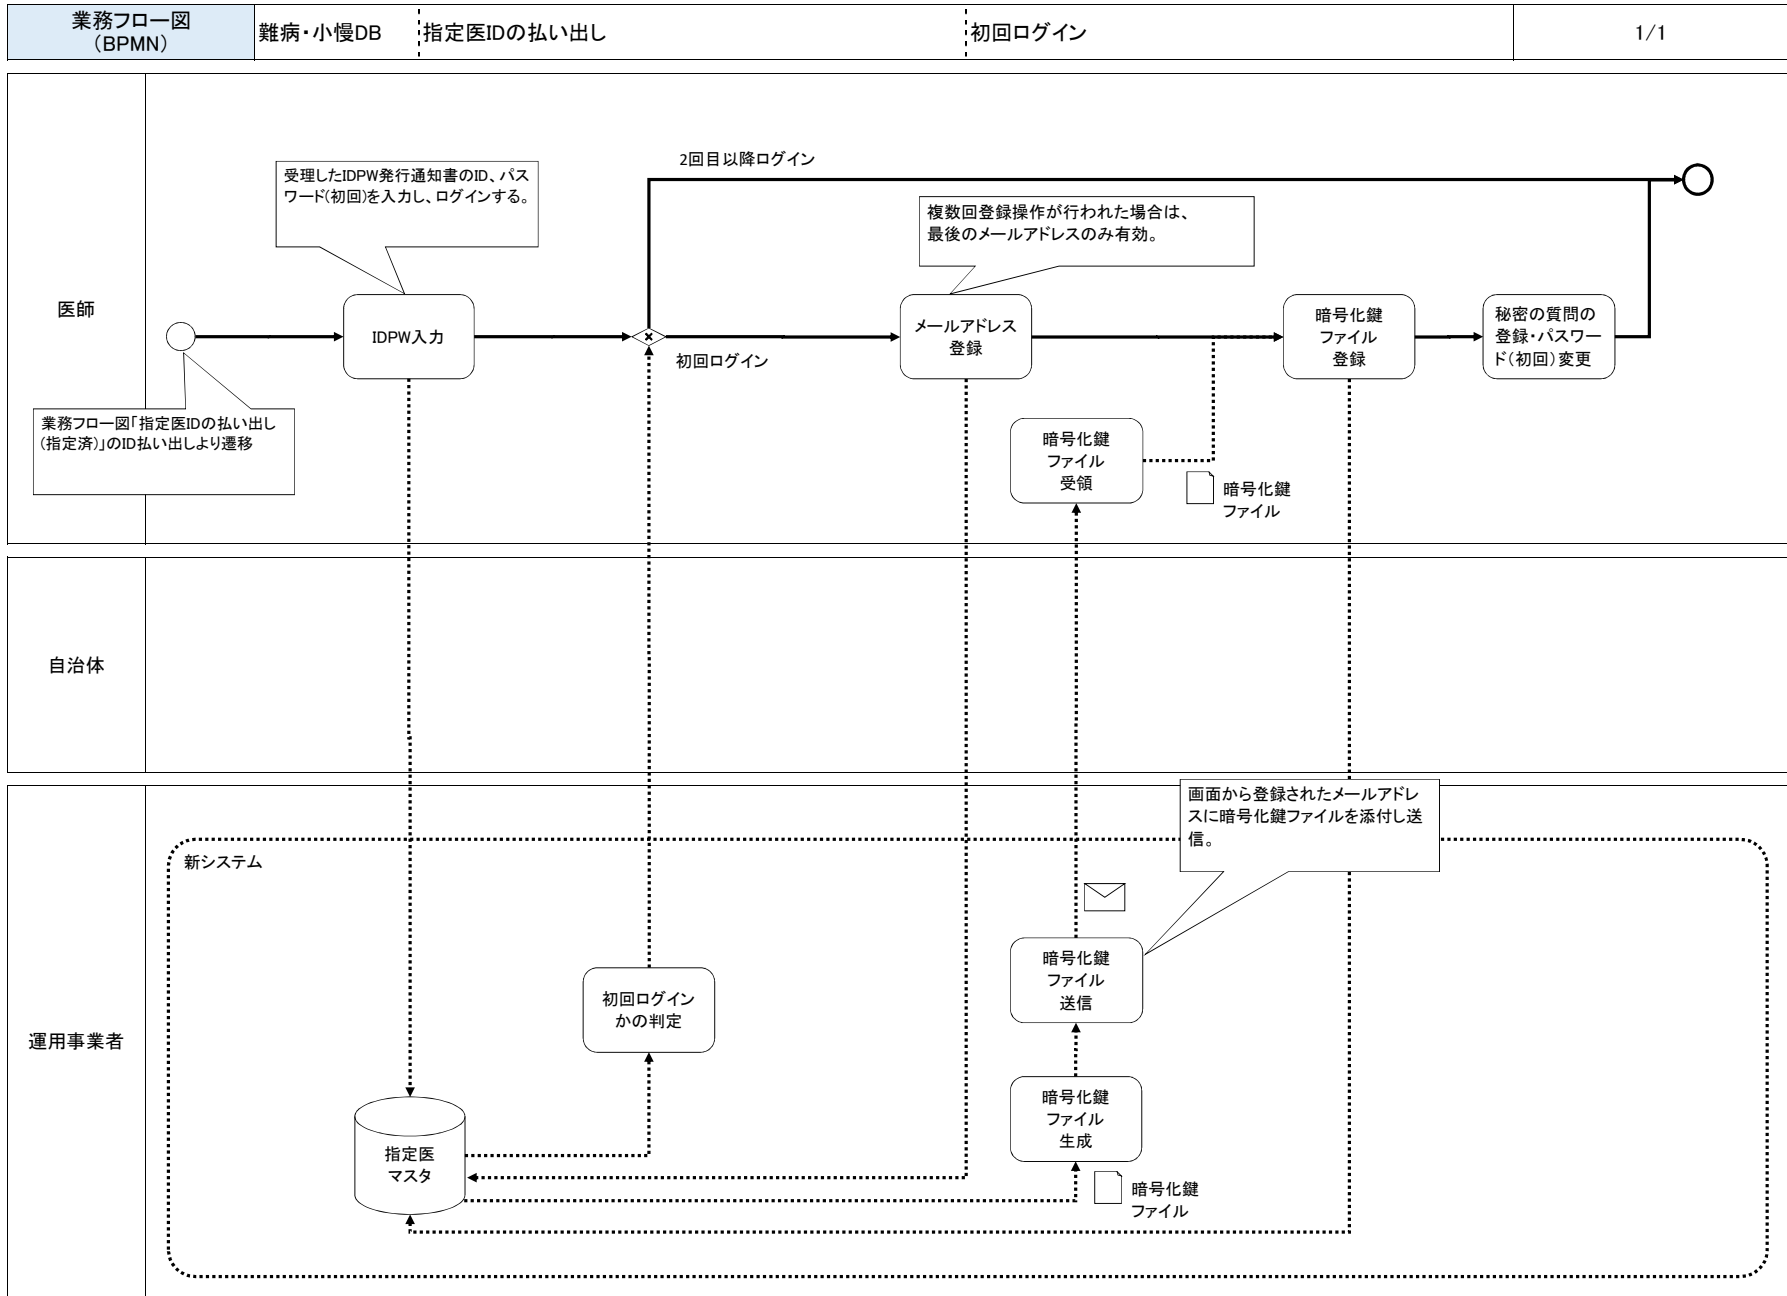 業務フロー図
（BPMN）
難病・小慢DB
指定医IDの払い出し
初回ログイン
1/1
医師
受理したIDPW発行通知書のID、パス
ワード(初回)を入力し、ログインする。
2回目以降ログイン
複数回登録操作が行われた場合は、
最後のメールアドレスのみ有効。
IDPW入力
初回ログイン
メールアドレス
登録
暗号化鍵
ファイル
登録
秘密の質問の
登録・パスワー
ド（初回）変更
業務フロー図「指定医IDの払い出し
(指定済)」のID払い出しより遷移
暗号化鍵
ファイル
受領
暗号化鍵
ファイル
自治体
運用事業者
新システム
画面から登録されたメールアドレ
スに暗号化鍵ファイルを添付し送
信。
初回ログイン
かの判定
暗号化鍵
ファイル
送信
暗号化鍵
ファイル
生成
指定医
マスタ
暗号化鍵
ファイル